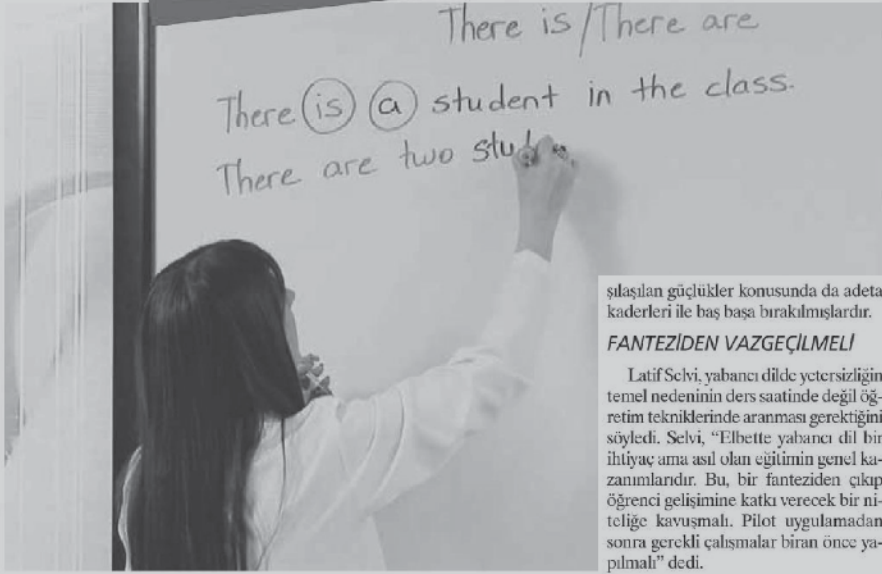 There is/There are
There is a student in the class.
There are two stud
şılaşılan güçlükler konusunda da adeta
kaderleri ile baş başa bırakılmışlardır.
FANTEZİDEN VAZGEÇİLMELİ
Latif Selvi, yabancı dilde yetersizliğin
temel nedeninin ders saatinde değil öğ-
retim tekniklerinde aranması gerektiğini
söyledi. Selvi, “Elbette yabancı dil bir
ihtiyaç ama asıl olan eğitimin genel ka-
zanımlarıdır. Bu, bir fanteziden çıkıp
öğrenci gelişimine katkı verecek bir ni-
teliğe kavuşmalı. Pilot uygulamadan
sonra gerekli çalışmalar biran önce ya-
pılmalı” dedi.